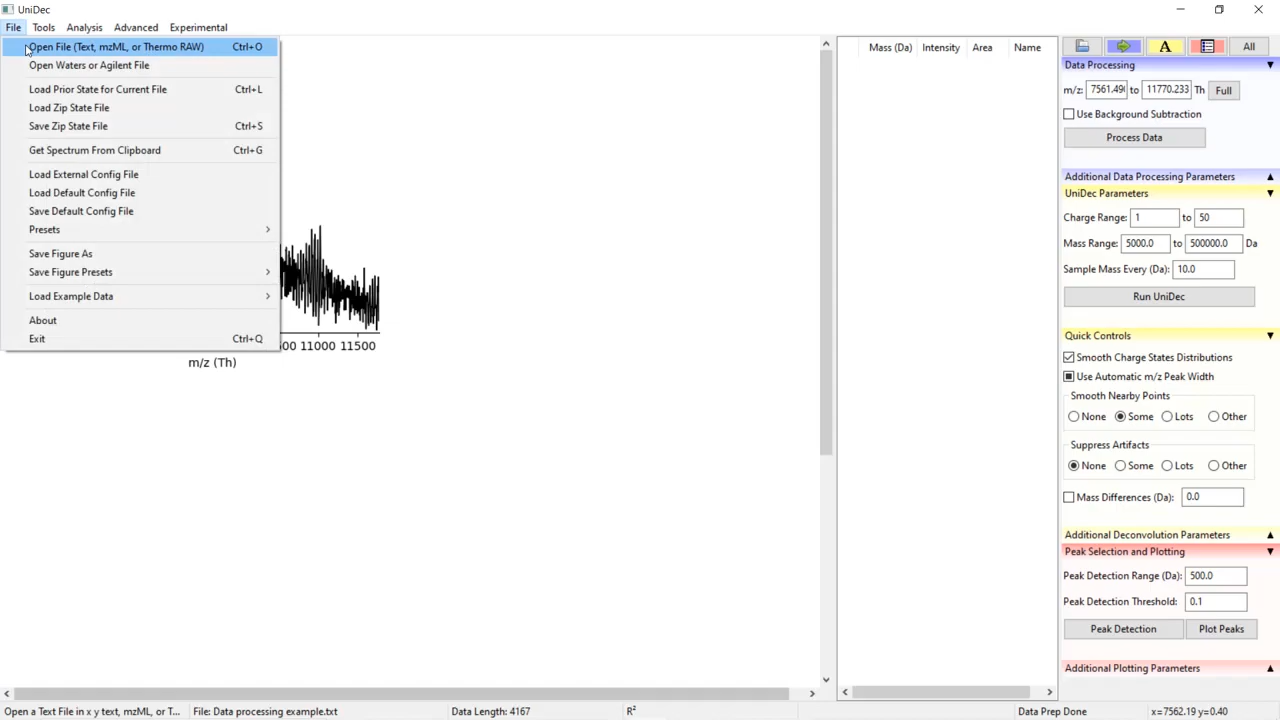 UniDec
File Tools Analysis Advanced Experimental
Open File (Text, mzML, or Thermo RAW) Ctrl+O
Open Waters or Agilent File
Load Prior State for Current File Ctrl+L
Load Zip State File
Save Zip State File Ctrl+S
Get Spectrum From Clipboard Ctrl+G
Load External Config File
Load Default Config File
Save Default Config File
Presets
Save Figure As
Save Figure Presets
Load Example Data
About
Exit Ctrl+Q
00 11000 11500
m/z (Th)
Mass (Da) Intensity Area Name
A All
Data Processing
m/z: 7561.49 to 11770.233 Th Full
Use Background Subtraction
Process Data
Additional Data Processing Parameters
UniDec Parameters
Charge Range: 1 to 50
Mass Range: 5000.0 to 500000.0 Da
Sample Mass Every (Da): 10.0
Run UniDec
Quick Controls
Smooth Charge States Distributions
Use Automatic m/z Peak Width
Smooth Nearby Points
None Some Lots Other
Suppress Artifacts
None Some Lots Other
Mass Differences (Da): 0.0
Additional Deconvolution Parameters
Peak Selection and Plotting
Peak Detection Range (Da): 500.0
Peak Detection Threshold: 0.1
Peak Detection Plot Peaks
Additional Plotting Parameters
Open a Text File in x y text, mzML, or T... File: Data processing example.txt Data Length: 4167 R² Data Prep Done x=7562.19 y=0.40